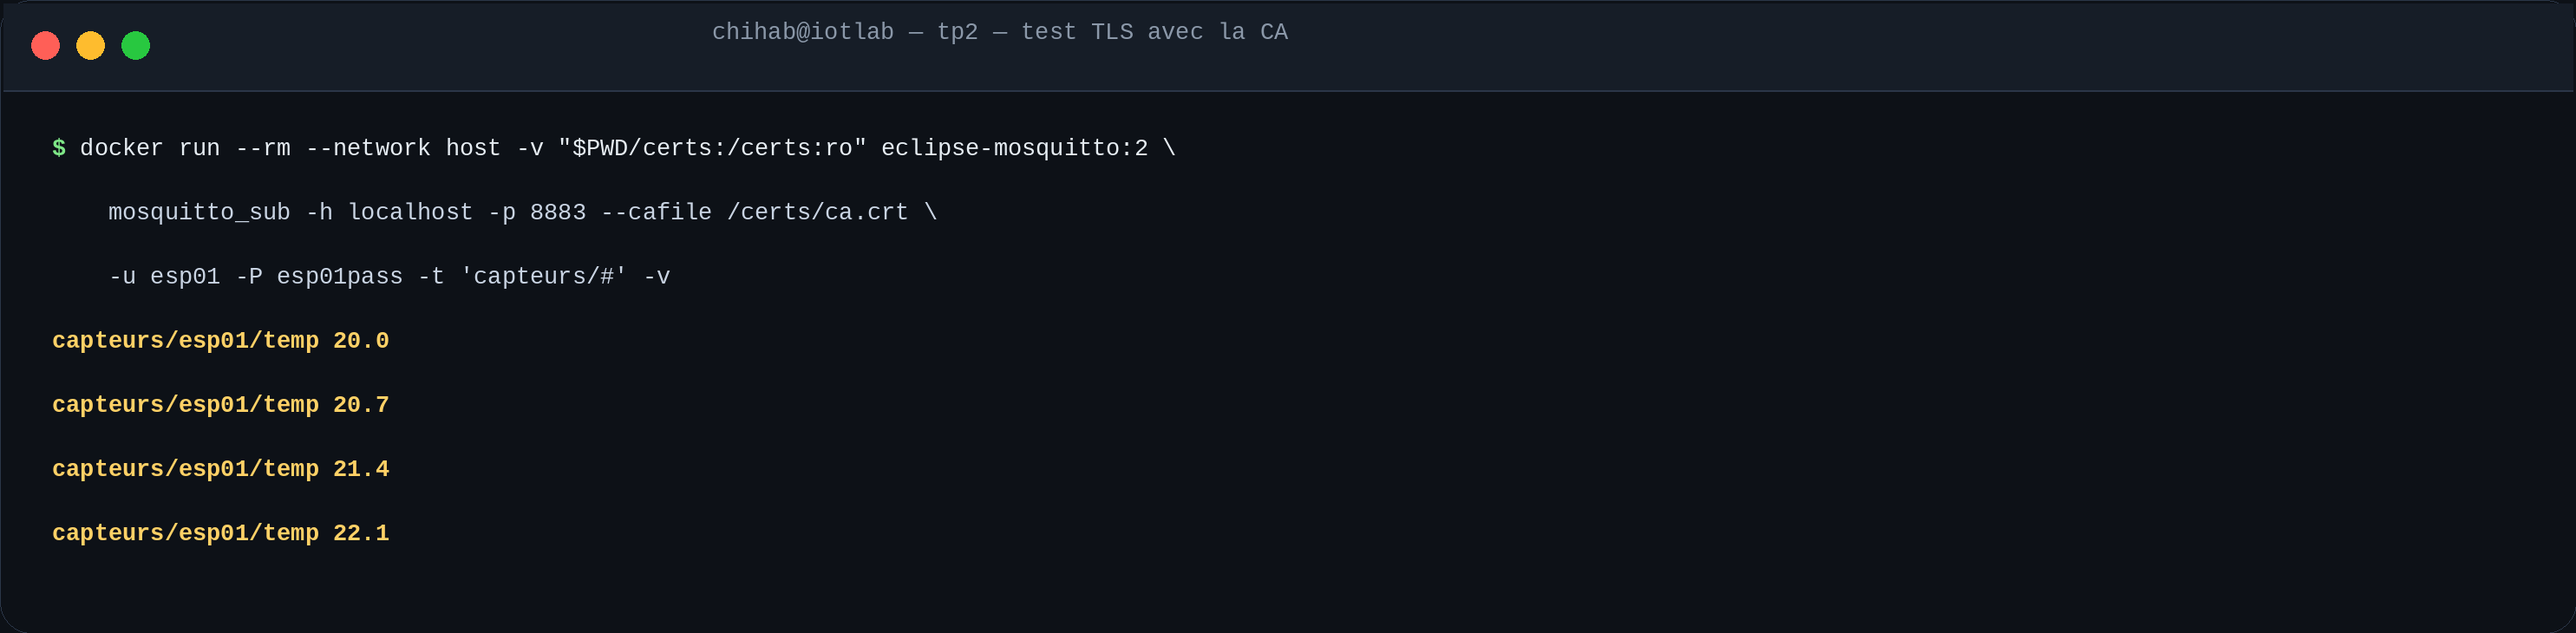 chihab@iotlab — tp2 — test TLS avec la CA
$ docker run --rm --network host -v "$PWD/certs:/certs:ro" eclipse-mosquitto:2 \
mosquitto_sub -h localhost -p 8883 --cafile /certs/ca.crt \
-u esp01 -P esp01pass -t 'capteurs/#' -v
capteurs/esp01/temp 20.0
capteurs/esp01/temp 20.7
capteurs/esp01/temp 21.4
capteurs/esp01/temp 22.1